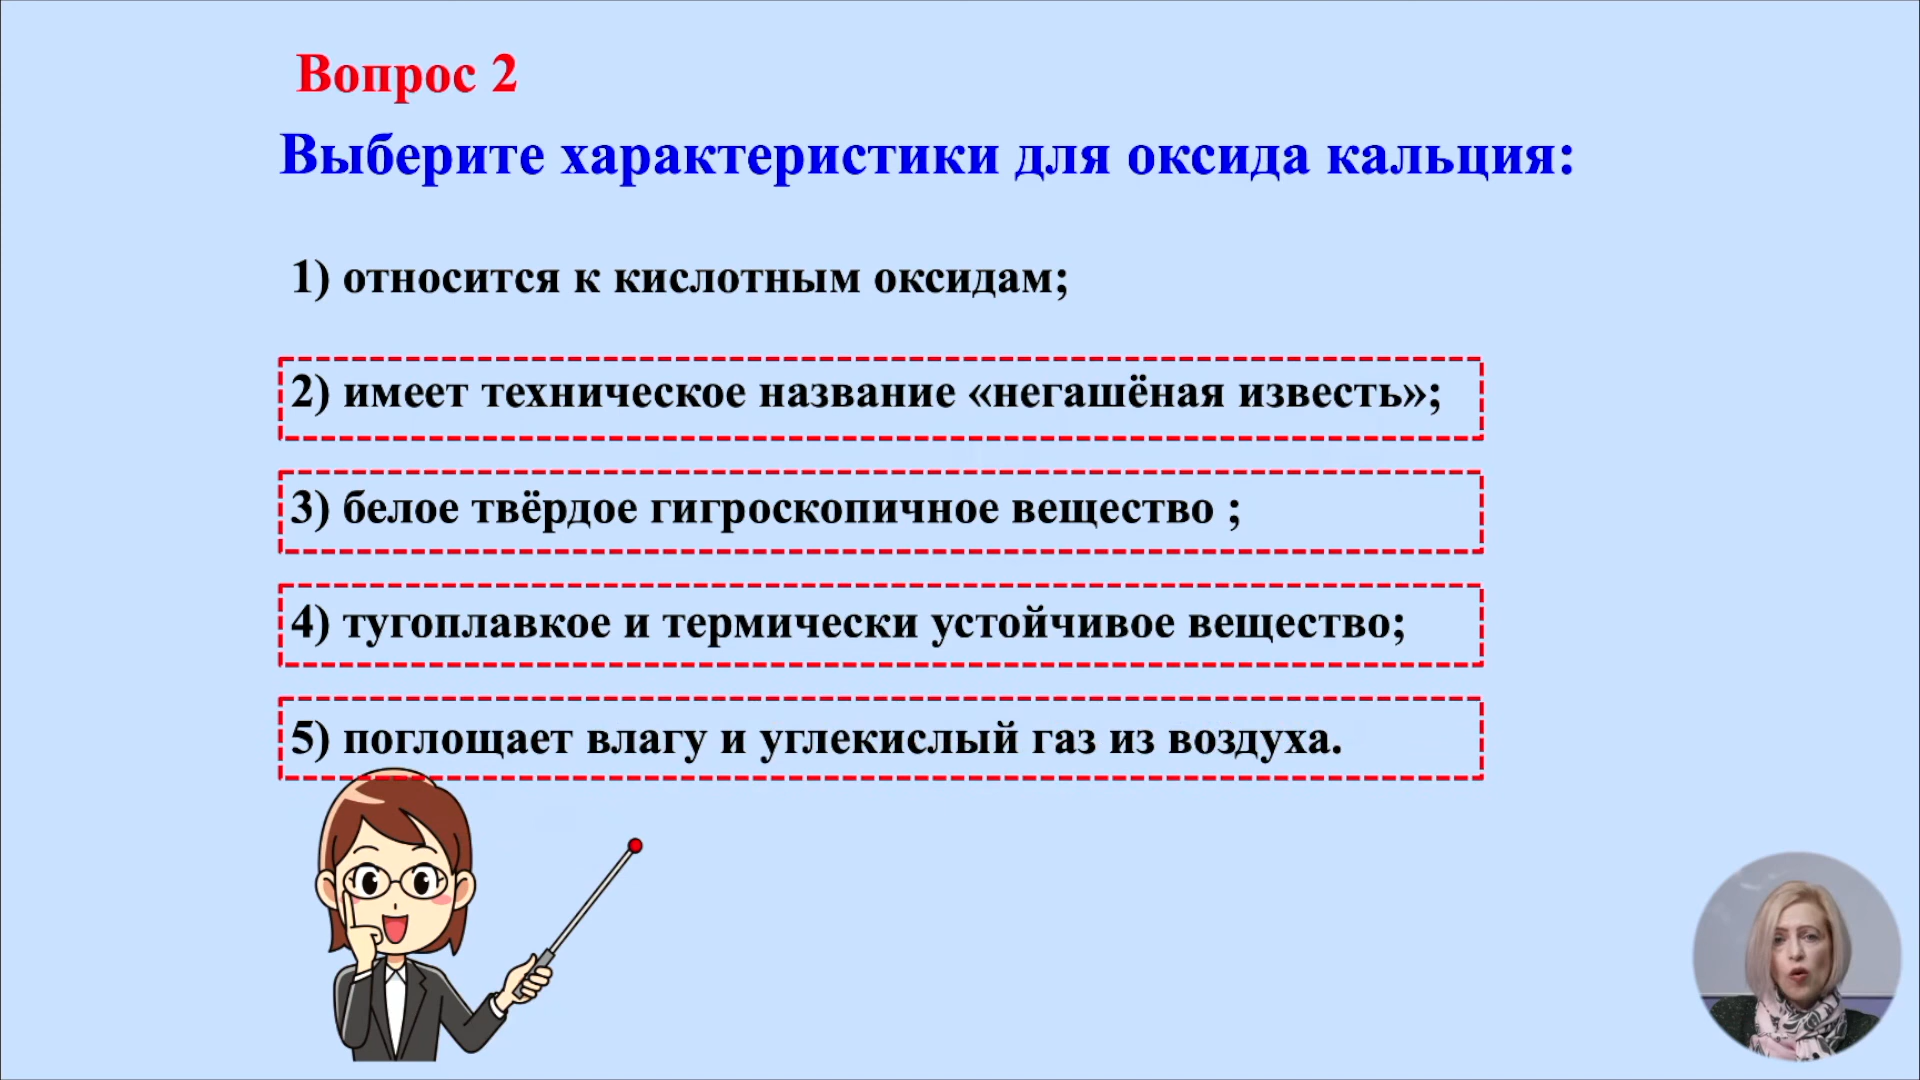 Вопрос 2
Выберите характеристики для оксида кальция:
1) относится к кислотным оксидам;
2) имеет техническое название «негашёная известь»;
3) белое твёрдое гигроскопичное вещество ;
4) тугоплавкое и термически устойчивое вещество;
5) поглощает влагу и углекислый газ из воздуха.